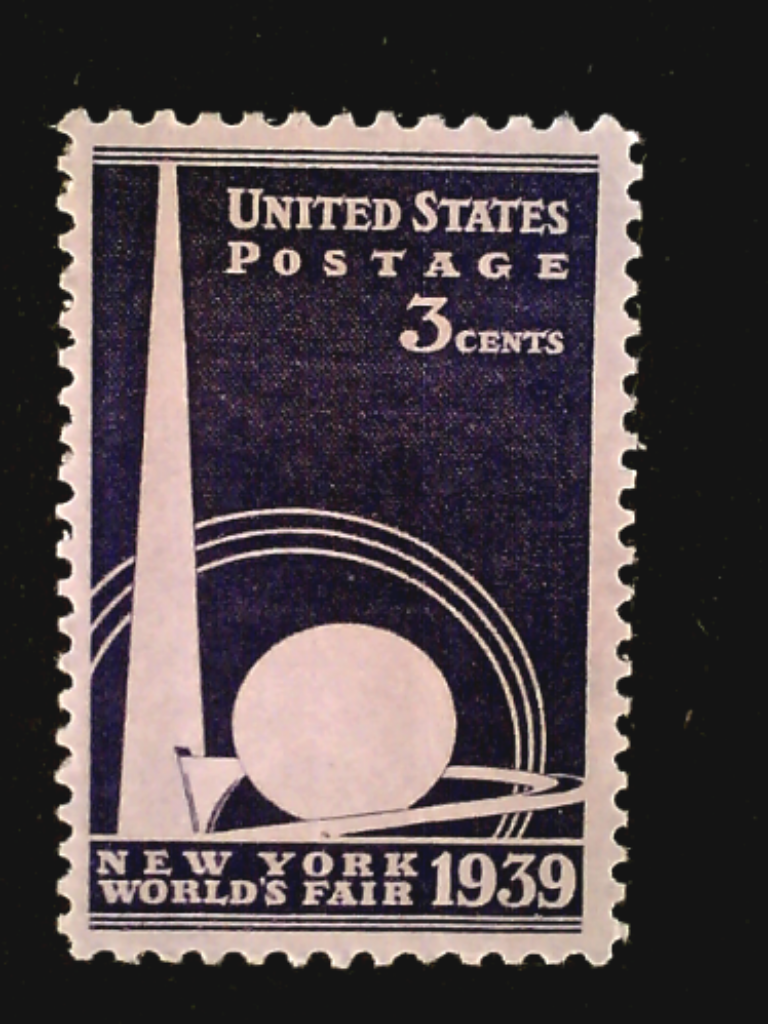 UNITED STATES
POSTAGE
3 CENTS
NEW YORK
WORLD'S FAIR 1939